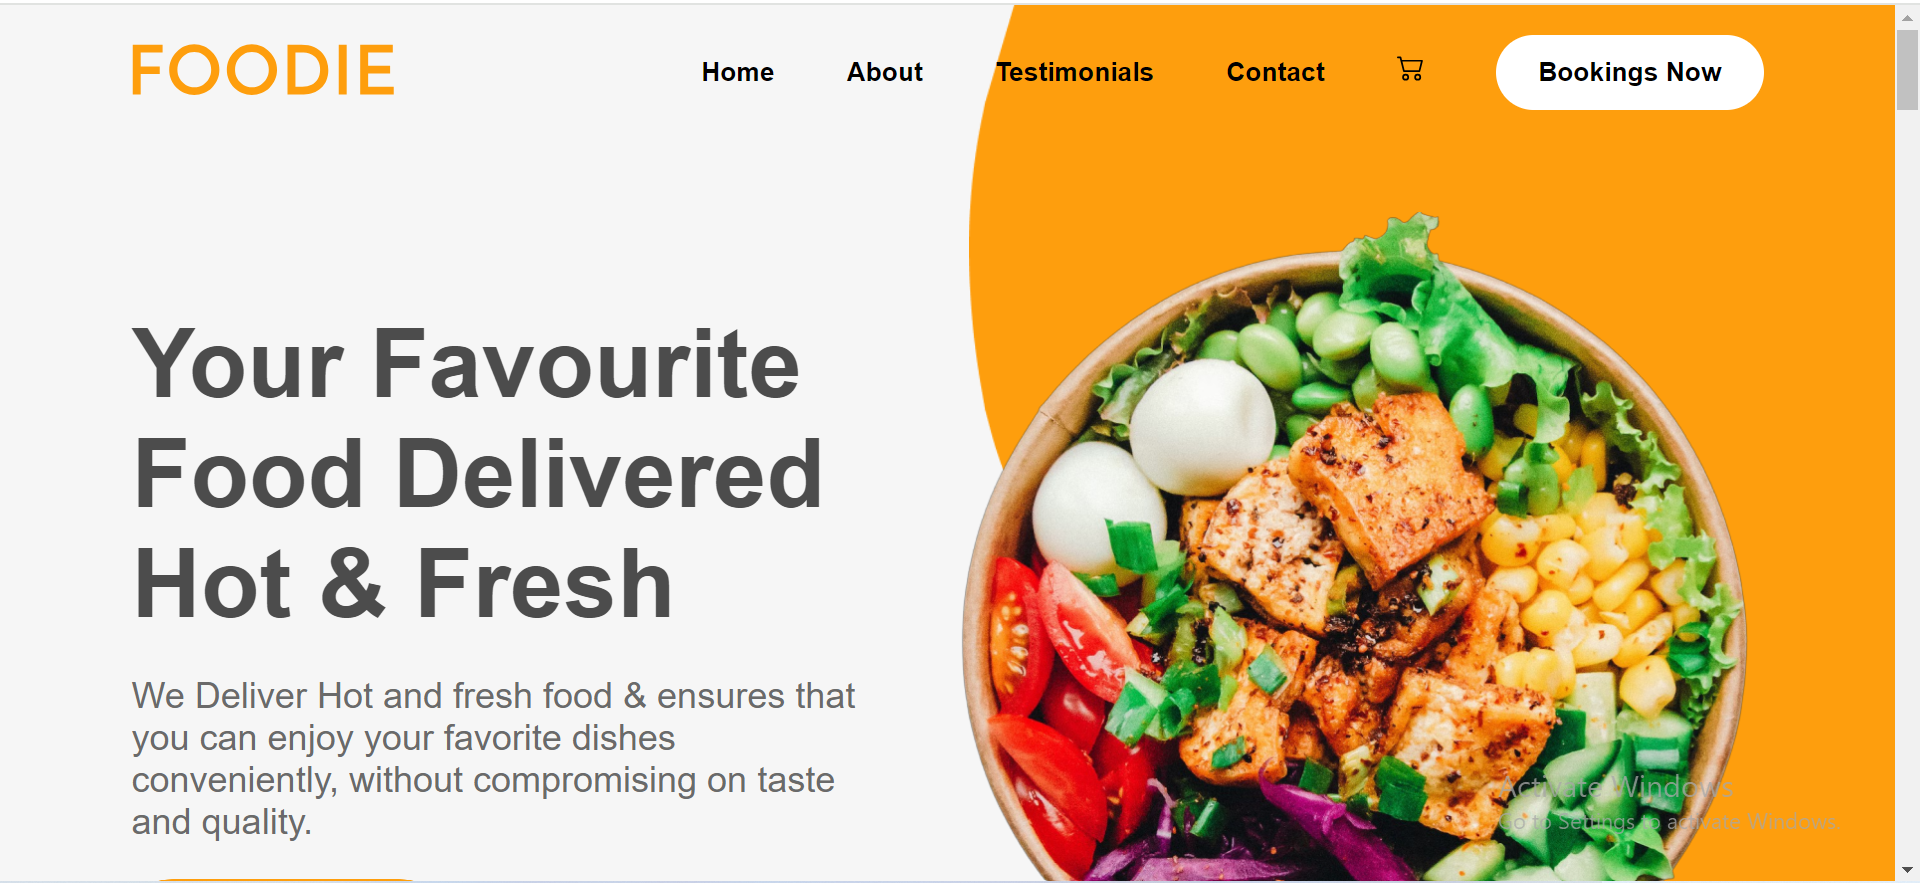 FOODIE
Home About Testimonials Contact Bookings Now
Your Favourite
Food Delivered
Hot & Fresh
We Deliver Hot and fresh food & ensures that
you can enjoy your favorite dishes
conveniently, without compromising on taste
and quality.
Activate Windows
Go to Settings to activate Windows.